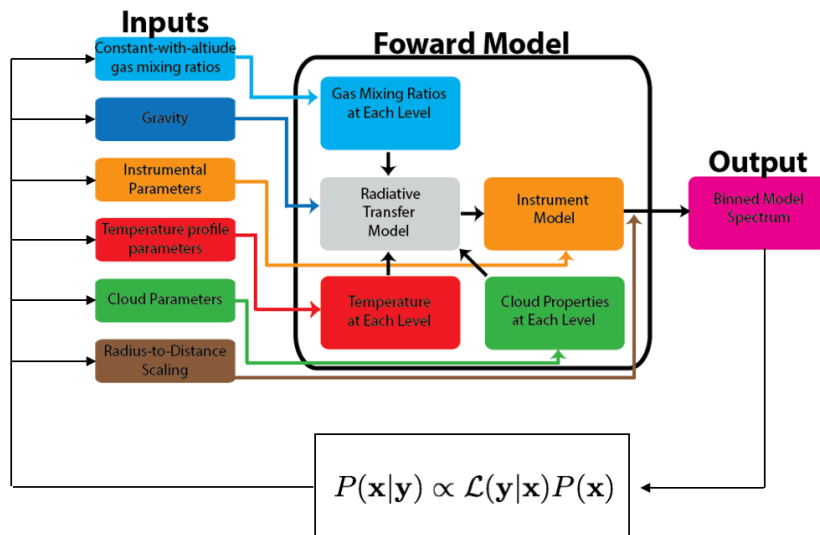 Inputs
Constant-with-altiude
gas mixing ratios
Gravity
Instrumental
Parameters
Temperature profile
parameters
Cloud Parameters
Radius-to-Distance
Scaling
Foward Model
Gas Mixing Ratios
at Each Level
Radiative
Transfer
Model
Instrument
Model
Temperature
at Each Level
Cloud Properties
at Each Level
Output
Binned Model
Spectrum
P(x|y) ∝ ℒ(y|x)P(x)